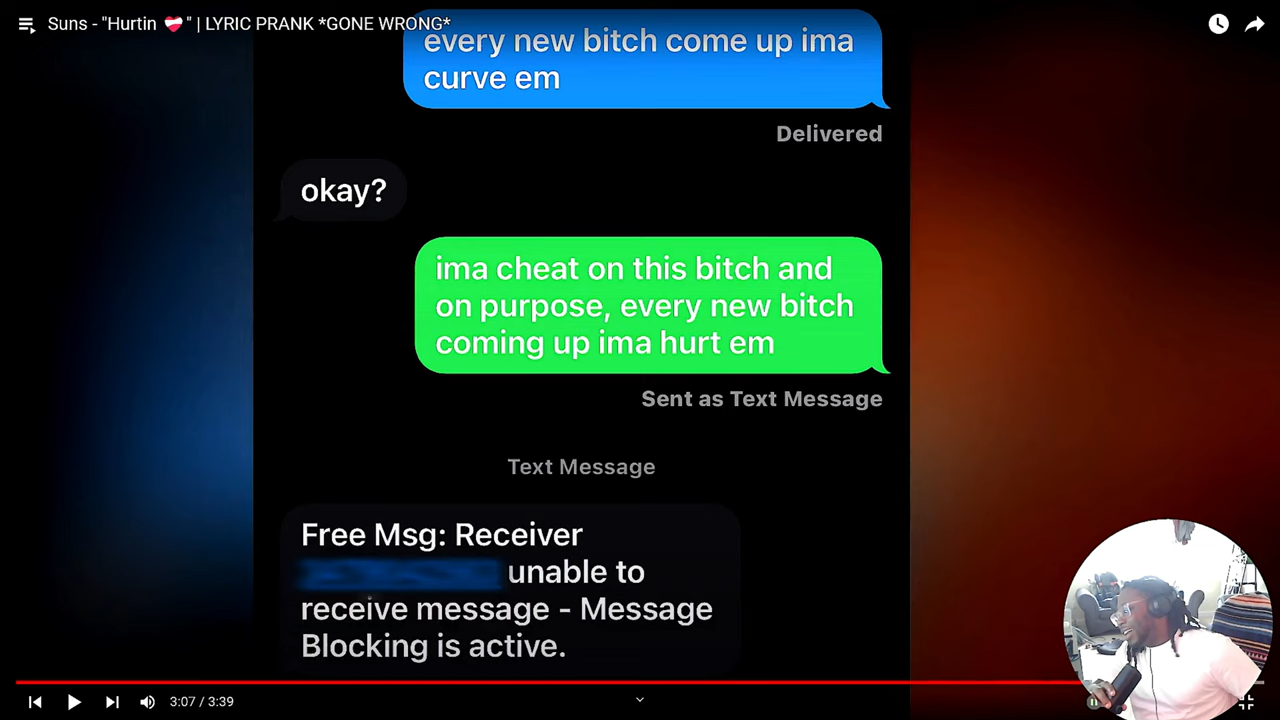 Suns - "Hurtin ❤️‍🩹" | LYRIC PRANK *GONE WRONG*
every new bitch come up ima
curve em
Delivered
okay?
ima cheat on this bitch and
on purpose, every new bitch
coming up ima hurt em
Sent as Text Message
Text Message
Free Msg: Receiver
unable to
receive message - Message
Blocking is active.
3:07 / 3:39